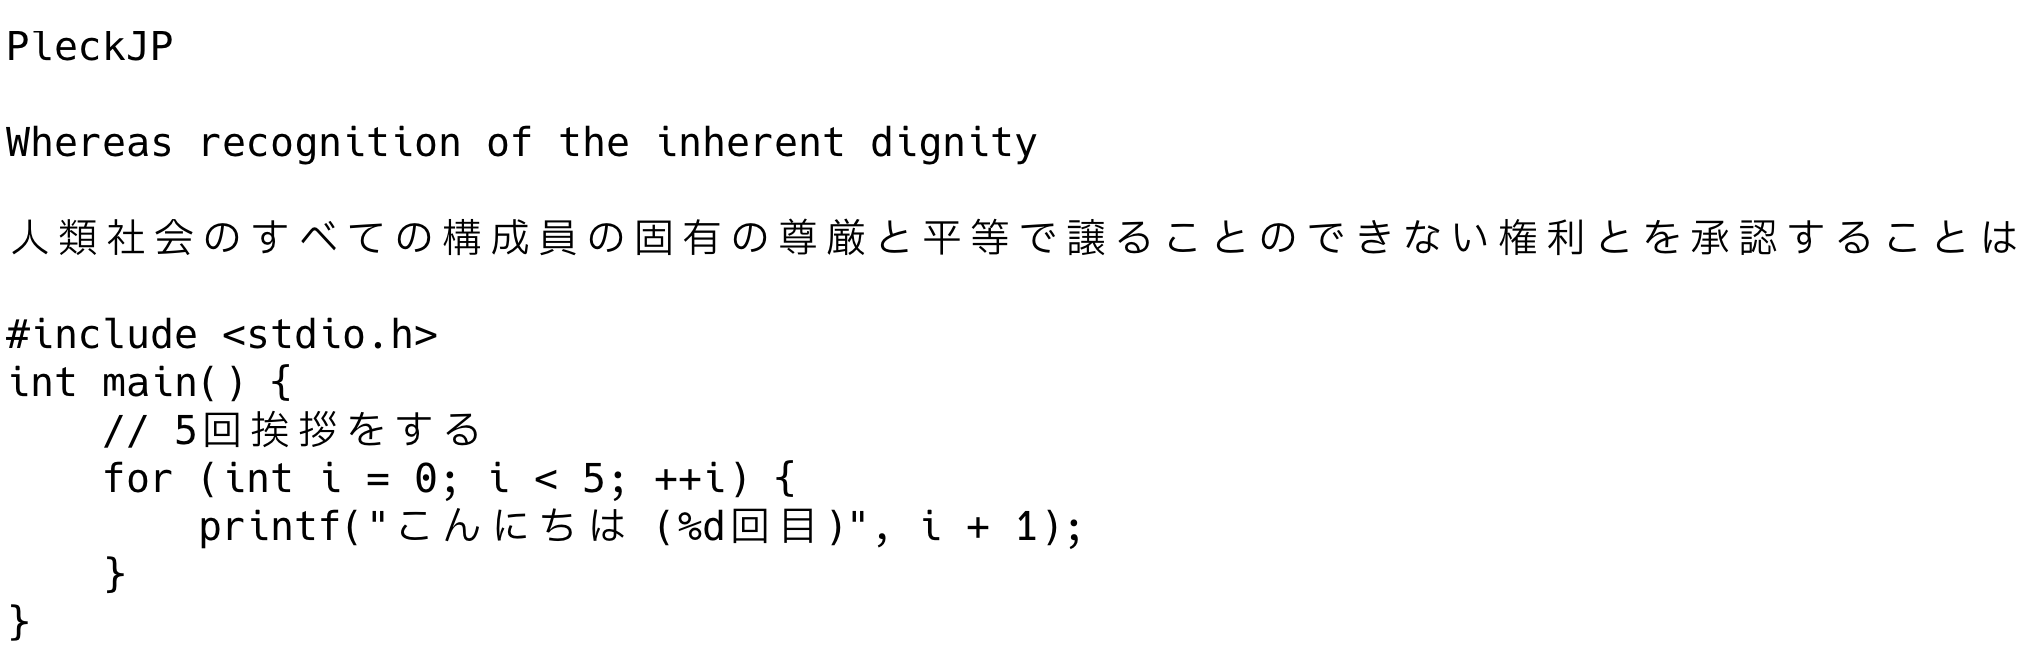 PleckJP
Whereas recognition of the inherent dignity
人類社会のすべての構成員の固有の尊厳と平等で譲ることのできない権利とを承認することは
#include <stdio.h>
int main() {
    // 5回挨拶をする
    for (int i = 0; i < 5; ++i) {
        printf("こんにちは (%d回目)", i + 1);
    }
}